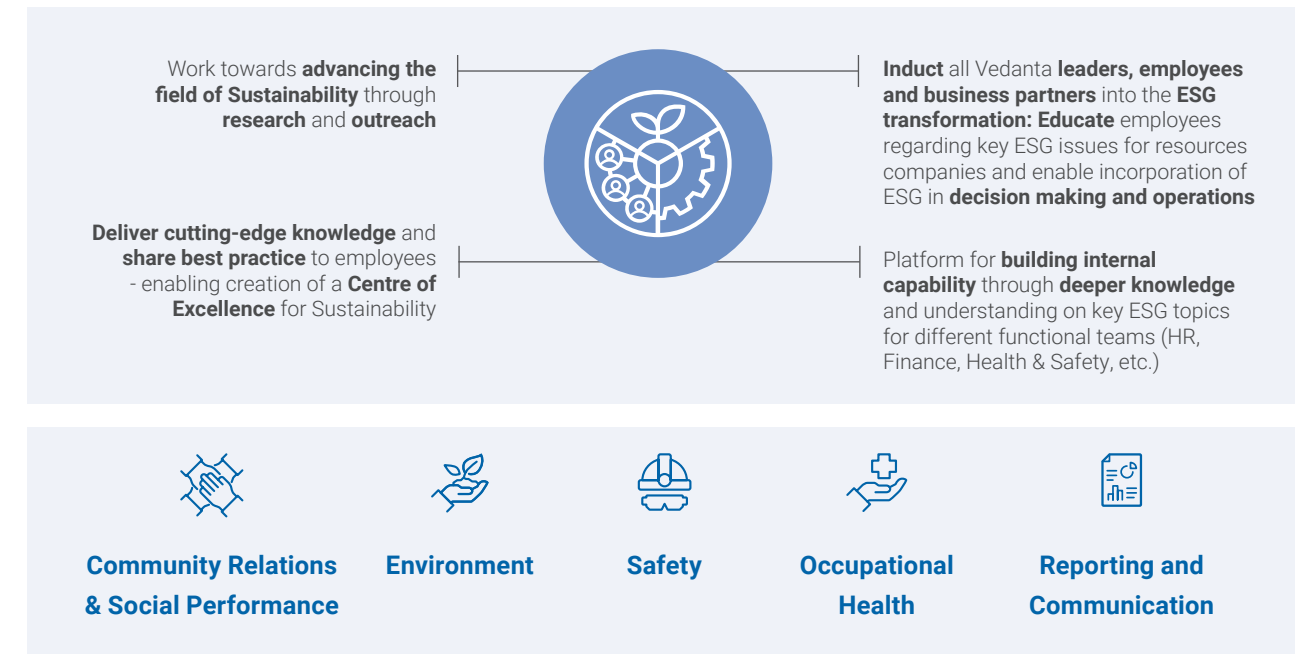 Work towards advancing the
field of Sustainability through
research and outreach
Induct all Vedanta leaders, employees
and business partners into the ESG
transformation: Educate employees
regarding key ESG issues for resources
companies and enable incorporation of
ESG in decision making and operations
Deliver cutting-edge knowledge and
share best practice to employees
- enabling creation of a Centre of
Excellence for Sustainability
Platform for building internal
capability through deeper knowledge
and understanding on key ESG topics
for different functional teams (HR,
Finance, Health & Safety, etc.)
Community Relations
& Social Performance
Environment
Safety
Occupational
Health
Reporting and
Communication